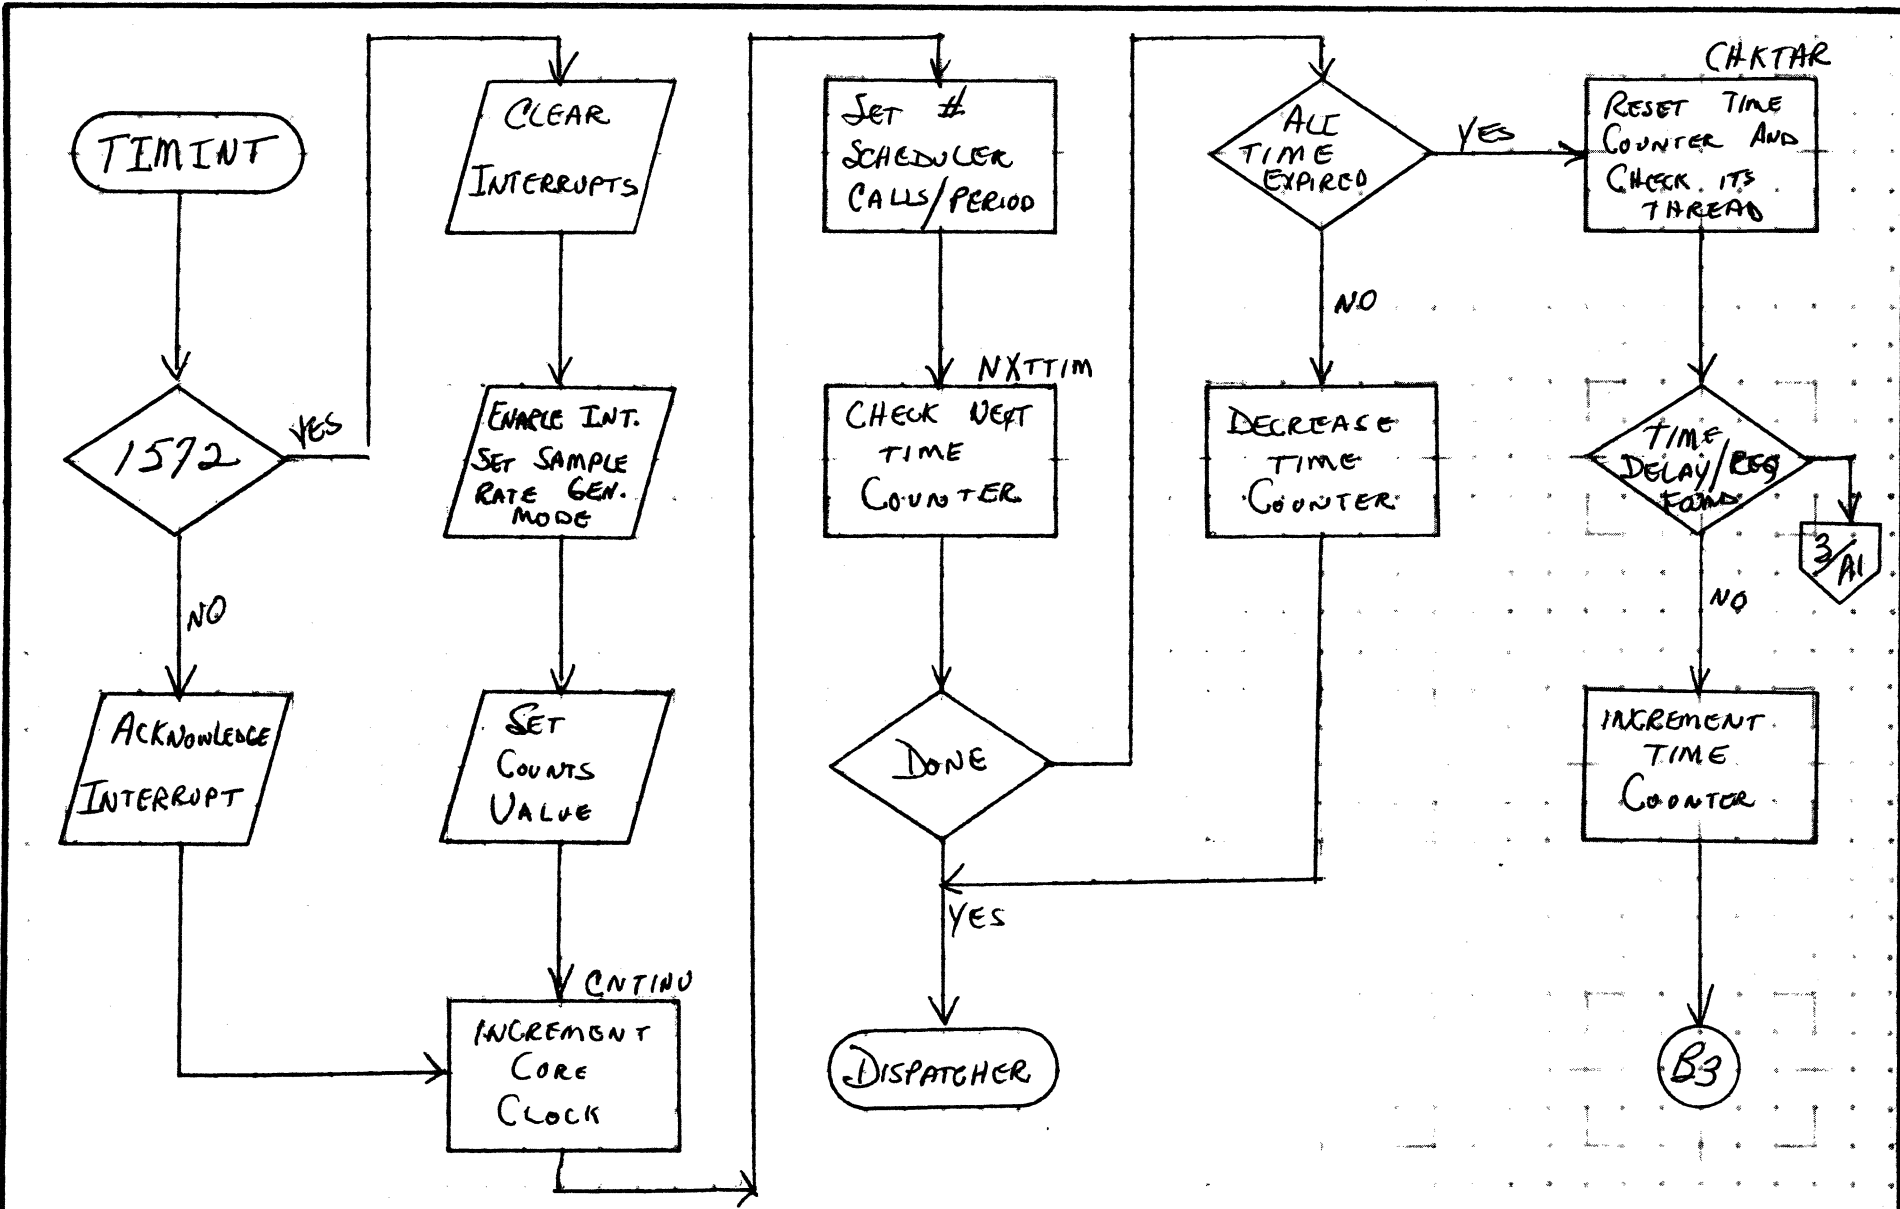 TIMINT
1572
YES
NO
ACKNOWLEDGE
INTERRUPT
CLEAR
INTERRUPTS
ENABLE INT.
SET SAMPLE
RATE GEN.
MODE
SET
COUNTS
VALUE
CNTINU
INCREMENT
CORE
CLOCK
SET #
SCHEDULER
CALLS/PERIOD
NXTTIM
CHECK NEXT
TIME
COUNTER
DONE
YES
DISPATCHER
ALL
TIME
EXPIRED
YES
NO
DECREASE
TIME
COUNTER
CHKTAR
RESET TIME
COUNTER AND
CHECK ITS
THREAD
TIME
DELAY/REQ
FOUND
3/A1
NO
INCREMENT
TIME
COUNTER
B3